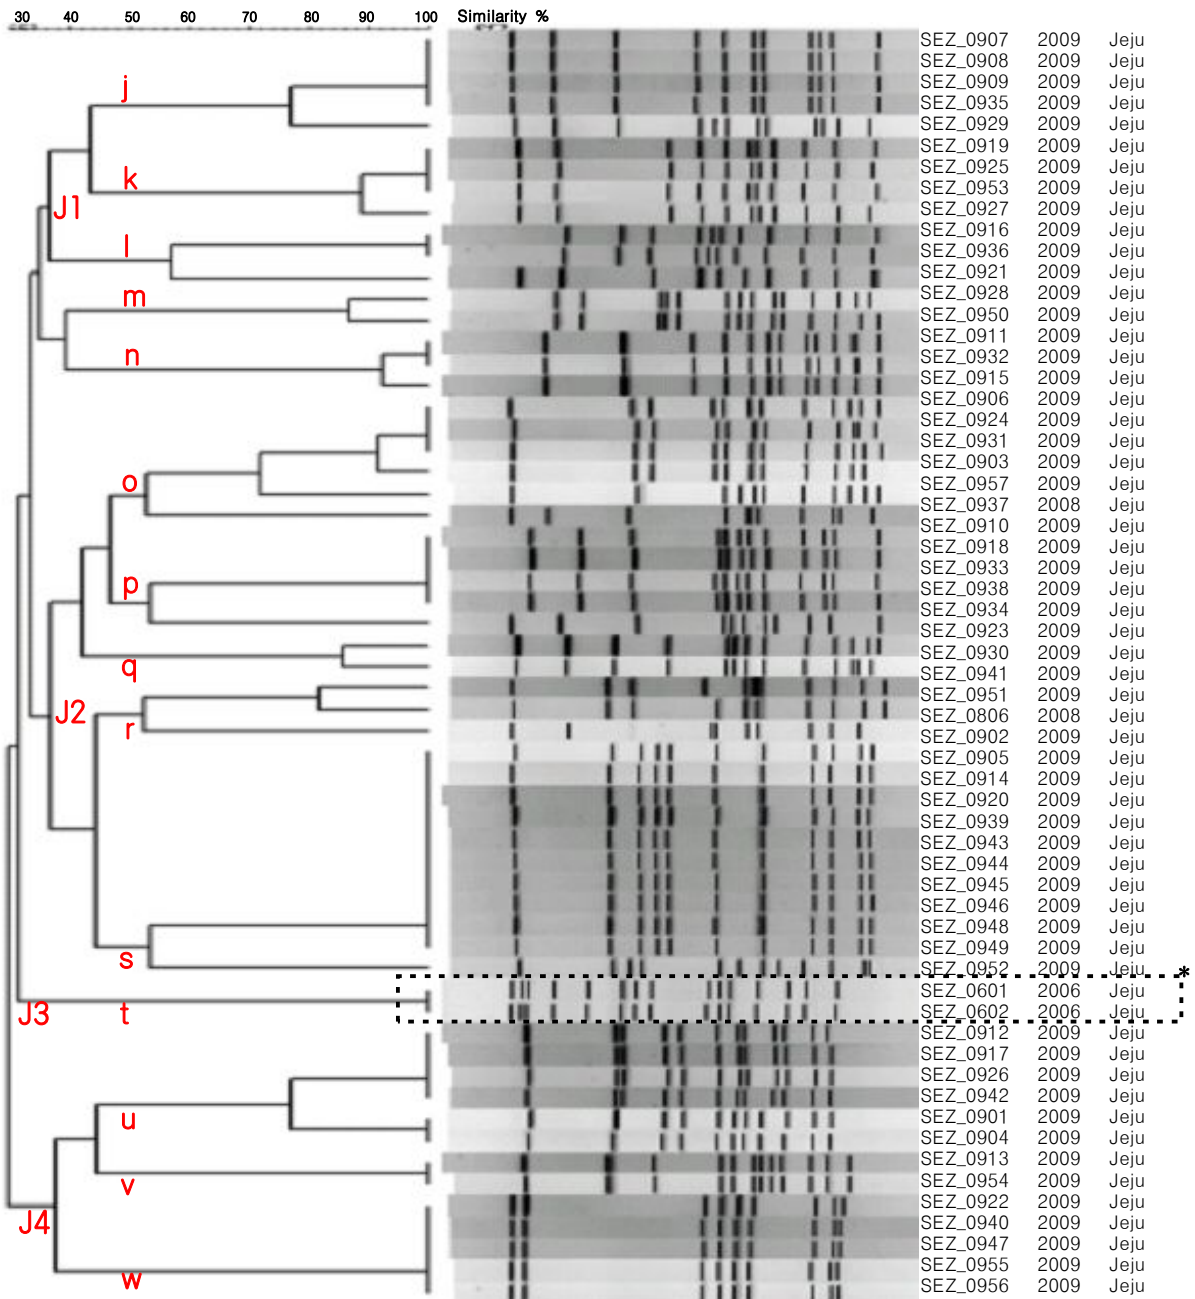 30 40 50 60 70 80 90 100 Similarity %
SEZ_0907 2009 Jeju
SEZ_0908 2009 Jeju
j SEZ_0909 2009 Jeju
SEZ_0935 2009 Jeju
SEZ_0929 2009 Jeju
SEZ_0919 2009 Jeju
SEZ_0925 2009 Jeju
k SEZ_0953 2009 Jeju
J1 SEZ_0927 2009 Jeju
SEZ_0916 2009 Jeju
l SEZ_0936 2009 Jeju
SEZ_0921 2009 Jeju
m SEZ_0928 2009 Jeju
SEZ_0950 2009 Jeju
SEZ_0911 2009 Jeju
n SEZ_0932 2009 Jeju
SEZ_0915 2009 Jeju
SEZ_0906 2009 Jeju
SEZ_0924 2009 Jeju
SEZ_0931 2009 Jeju
SEZ_0903 2009 Jeju
o SEZ_0957 2009 Jeju
SEZ_0937 2008 Jeju
SEZ_0910 2009 Jeju
SEZ_0918 2009 Jeju
SEZ_0933 2009 Jeju
p SEZ_0938 2009 Jeju
SEZ_0934 2009 Jeju
SEZ_0923 2009 Jeju
SEZ_0930 2009 Jeju
q SEZ_0941 2009 Jeju
SEZ_0951 2009 Jeju
J2 SEZ_0806 2008 Jeju
r SEZ_0902 2009 Jeju
SEZ_0905 2009 Jeju
SEZ_0914 2009 Jeju
SEZ_0920 2009 Jeju
SEZ_0939 2009 Jeju
SEZ_0943 2009 Jeju
SEZ_0944 2009 Jeju
SEZ_0945 2009 Jeju
SEZ_0946 2009 Jeju
SEZ_0948 2009 Jeju
SEZ_0949 2009 Jeju
s SEZ_0952 2009 Jeju *
SEZ_0601 2006 Jeju
J3 t SEZ_0602 2006 Jeju
SEZ_0912 2009 Jeju
SEZ_0917 2009 Jeju
SEZ_0926 2009 Jeju
SEZ_0942 2009 Jeju
u SEZ_0901 2009 Jeju
SEZ_0904 2009 Jeju
SEZ_0913 2009 Jeju
v SEZ_0954 2009 Jeju
SEZ_0922 2009 Jeju
J4 SEZ_0940 2009 Jeju
SEZ_0947 2009 Jeju
SEZ_0955 2009 Jeju
w SEZ_0956 2009 Jeju